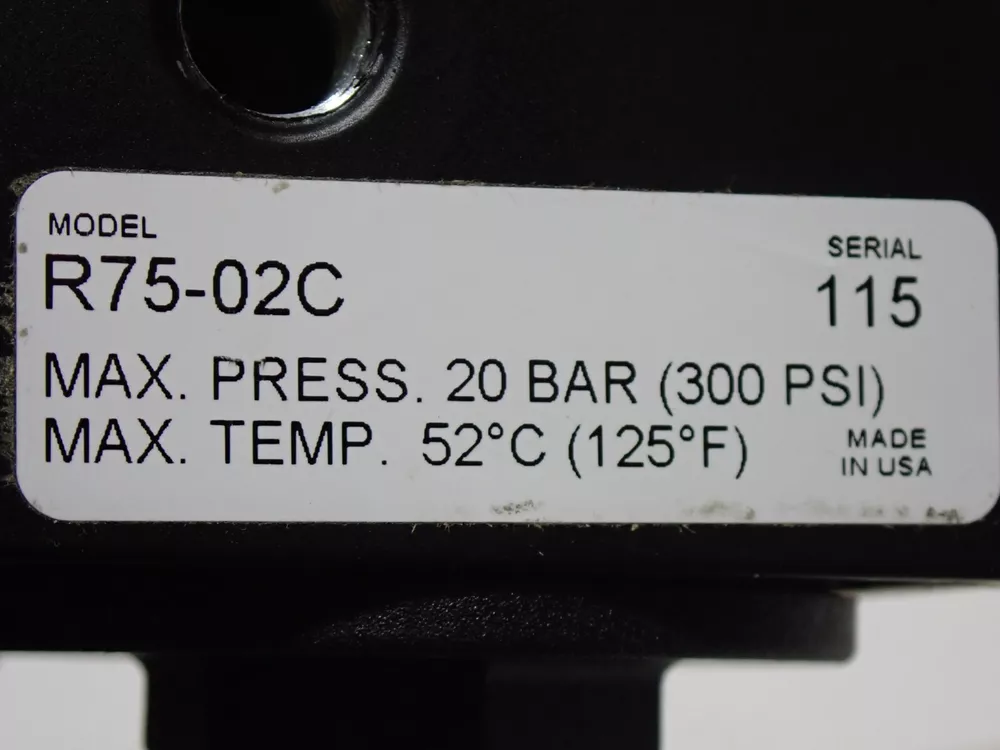 MODEL
R75-02C
SERIAL
115
MAX. PRESS. 20 BAR (300 PSI)
MAX. TEMP. 52°C (125°F)
MADE
IN USA